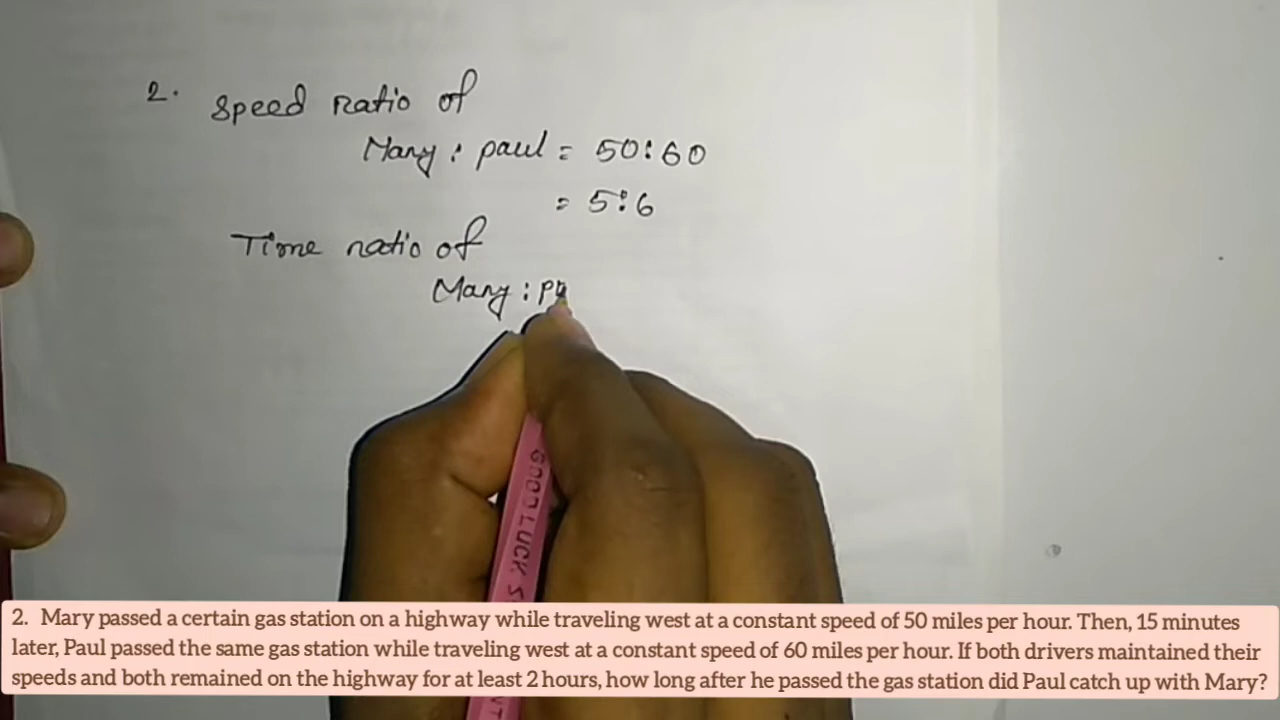 2. Speed ratio of
Mary : paul = 50:60
= 5:6
Time ratio of
Mary : pa
GOODLUCK S
NT
2. Mary passed a certain gas station on a highway while traveling west at a constant speed of 50 miles per hour. Then, 15 minutes
later, Paul passed the same gas station while traveling west at a constant speed of 60 miles per hour. If both drivers maintained their
speeds and both remained on the highway for at least 2 hours, how long after he passed the gas station did Paul catch up with Mary?